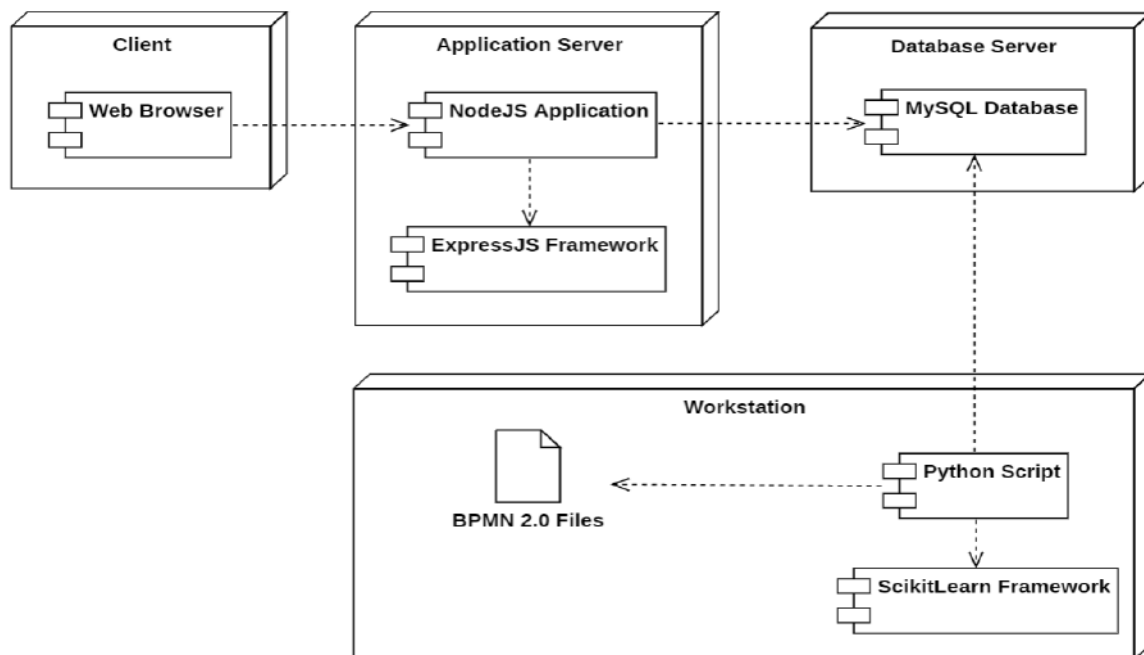 Client
Web Browser
Application Server
NodeJS Application
ExpressJS Framework
Database Server
MySQL Database
Workstation
BPMN 2.0 Files
Python Script
ScikitLearn Framework